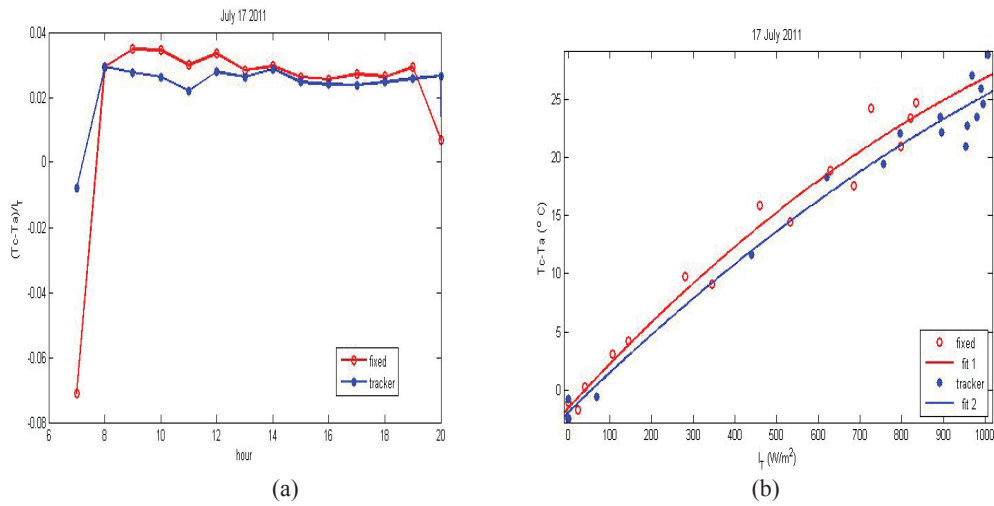 July 17 2011
0.04
0.02
0
-0.02
-0.04
-0.06
-0.08
(Tc-Ta)/I_T
6
8
10
12
14
16
18
20
hour
fixed
tracker
(a)
17 July 2011
25
20
15
10
5
0
Tc-Ta (° C)
0
100
200
300
400
500
600
700
800
900
1000
I_T (W/m²)
fixed
fit 1
tracker
fit 2
(b)